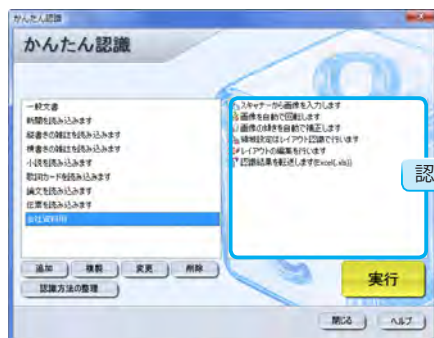 かんたん認識
かんたん認識
一般文書
新聞を読み込みます
縦書きの雑誌を読み込みます
横書きの雑誌を読み込みます
小説を読み込みます
歌詞カードを読み込みます
論文を読み込みます
伝票を読み込みます
会社資料用
スキャナーから画像を入力します
画像を自動で回転します
画像の傾きを自動で補正します
領域設定はレイアウト認識で行います
レイアウトの編集を行います
認識結果を転送します(Excel(.xls))
認
追加
複製
変更
削除
認識方法の整理
実行
閉じる
ヘルプ